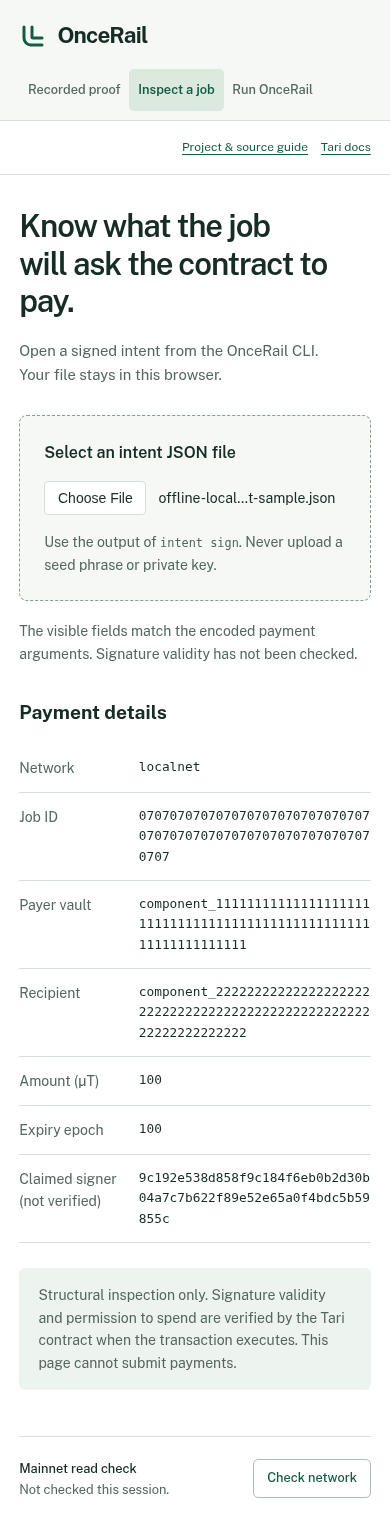 OnceRail
Recorded proof Inspect a job Run OnceRail
Project & source guide Tari docs
Know what the job
will ask the contract to
pay.
Open a signed intent from the OnceRail CLI.
Your file stays in this browser.
Select an intent JSON file
Choose File offline-local...t-sample.json
Use the output of intent sign. Never upload a
seed phrase or private key.
The visible fields match the encoded payment
arguments. Signature validity has not been checked.
Payment details
Network localnet
Job ID 070707070707070707070707070707
070707070707070707070707070707
0707
Payer vault component_11111111111111111111
111111111111111111111111111111
11111111111111
Recipient component_22222222222222222222
222222222222222222222222222222
22222222222222
Amount (µT) 100
Expiry epoch 100
Claimed signer
(not verified)
9c192e538d858f9c184f6eb0b2d30b
04a7c7b622f89e52e65a0f4bdc5b59
855c
Structural inspection only. Signature validity
and permission to spend are verified by the Tari
contract when the transaction executes. This
page cannot submit payments.
Mainnet read check
Not checked this session.
Check network